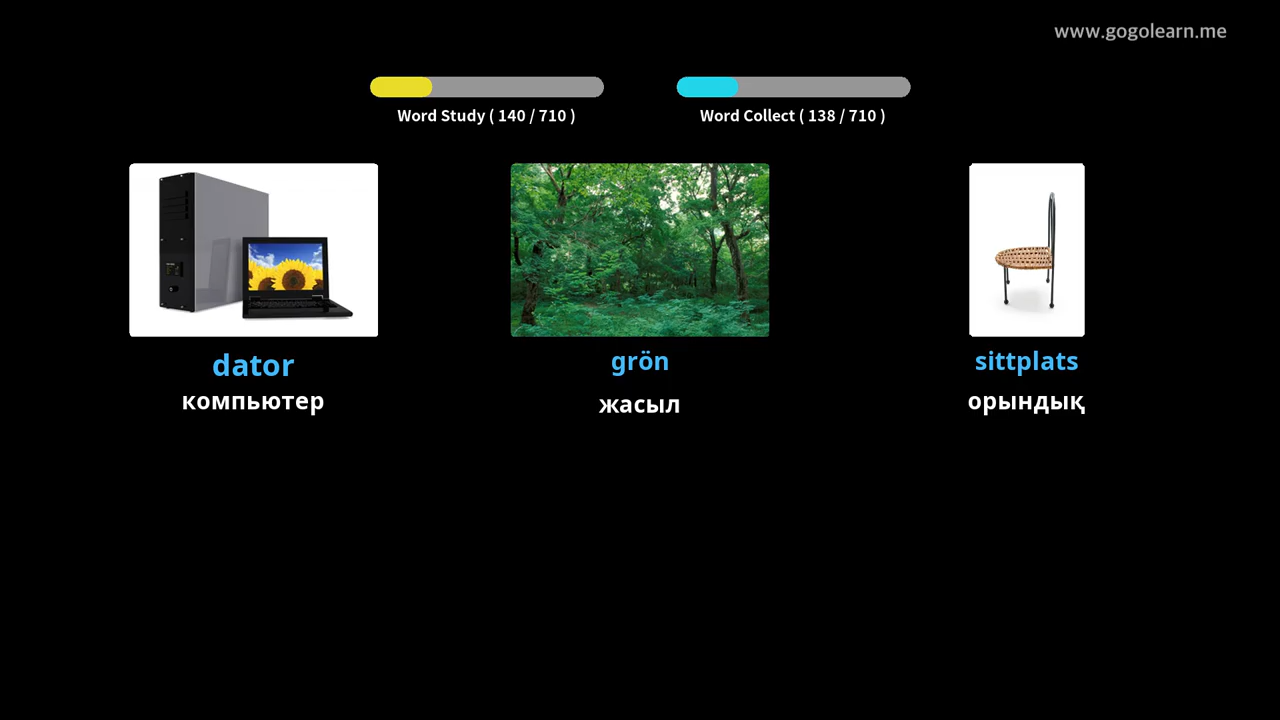 www.gogolearn.me
Word Study ( 140 / 710 )
Word Collect ( 138 / 710 )
dator
компьютер
grön
жасыл
sittplats
орындық